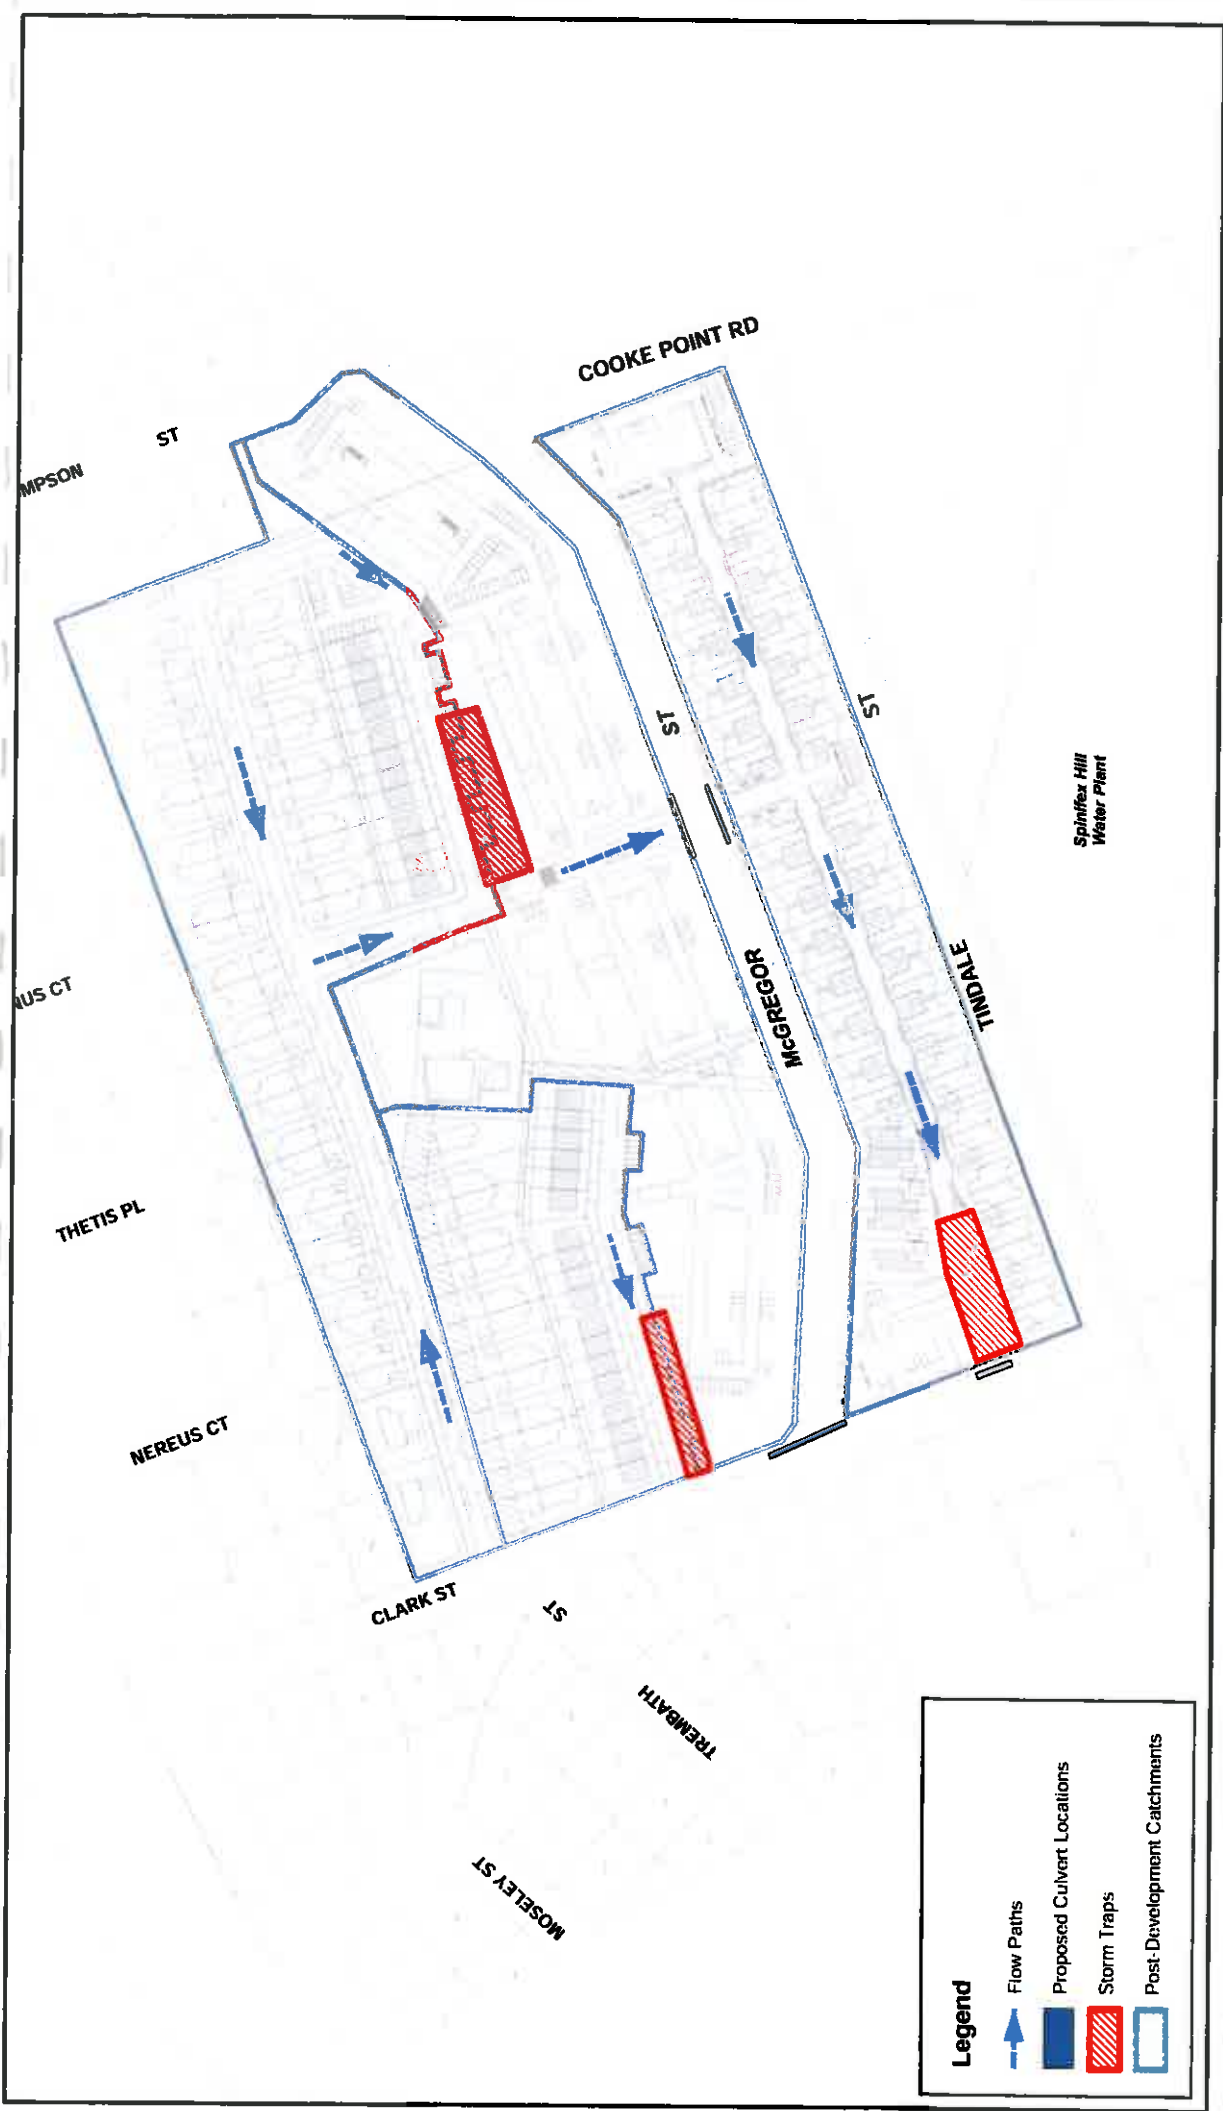 MPSON
ST
COOKE POINT RD
ST
McGREGOR
ST
TINDALE
Spinifex Hill
Water Plant
NUS CT
THETIS PL
NEREUS CT
CLARK ST
ST
TREMBATH
MOSELEY ST
Legend
Flow Paths
Proposed Culvert Locations
Storm Traps
Post-Development Catchments